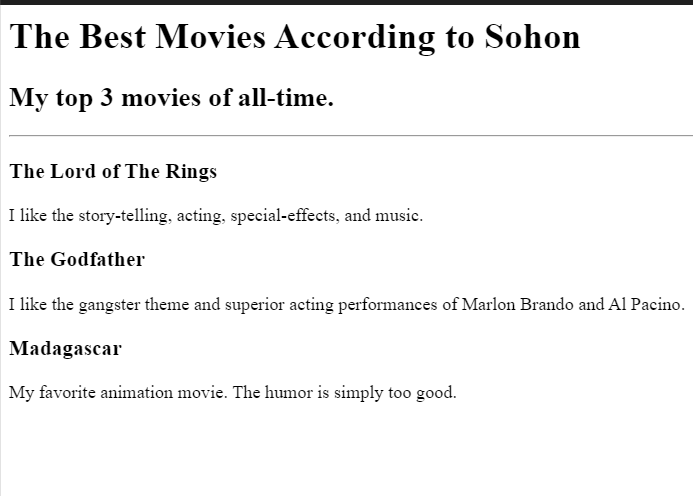 The Best Movies According to Sohon
My top 3 movies of all-time.
The Lord of The Rings
I like the story-telling, acting, special-effects, and music.
The Godfather
I like the gangster theme and superior acting performances of Marlon Brando and Al Pacino.
Madagascar
My favorite animation movie. The humor is simply too good.